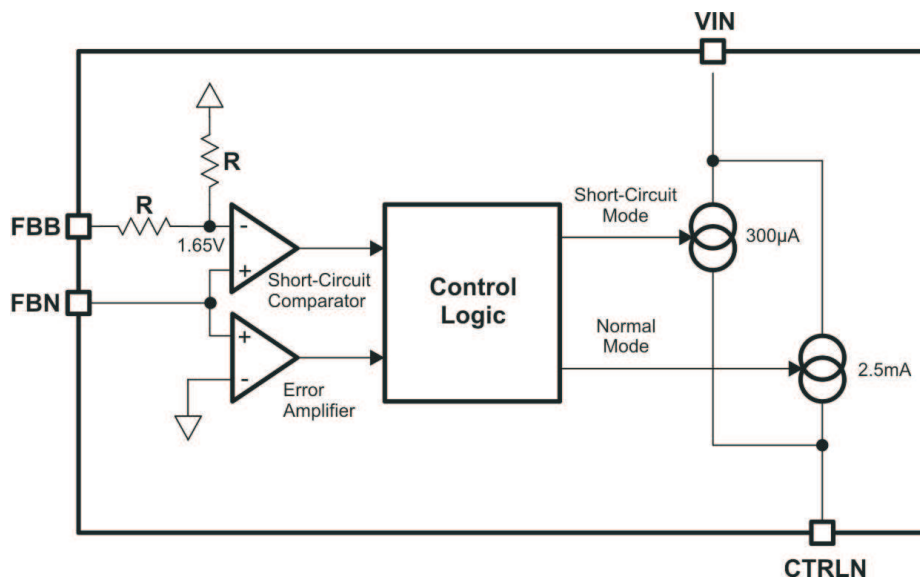 VIN
R
R
FBB
1.65V
-
+
Short-Circuit
Comparator
FBN
+
-
Error
Amplifier
Control
Logic
Short-Circuit
Mode
300µA
Normal
Mode
2.5mA
CTRLN